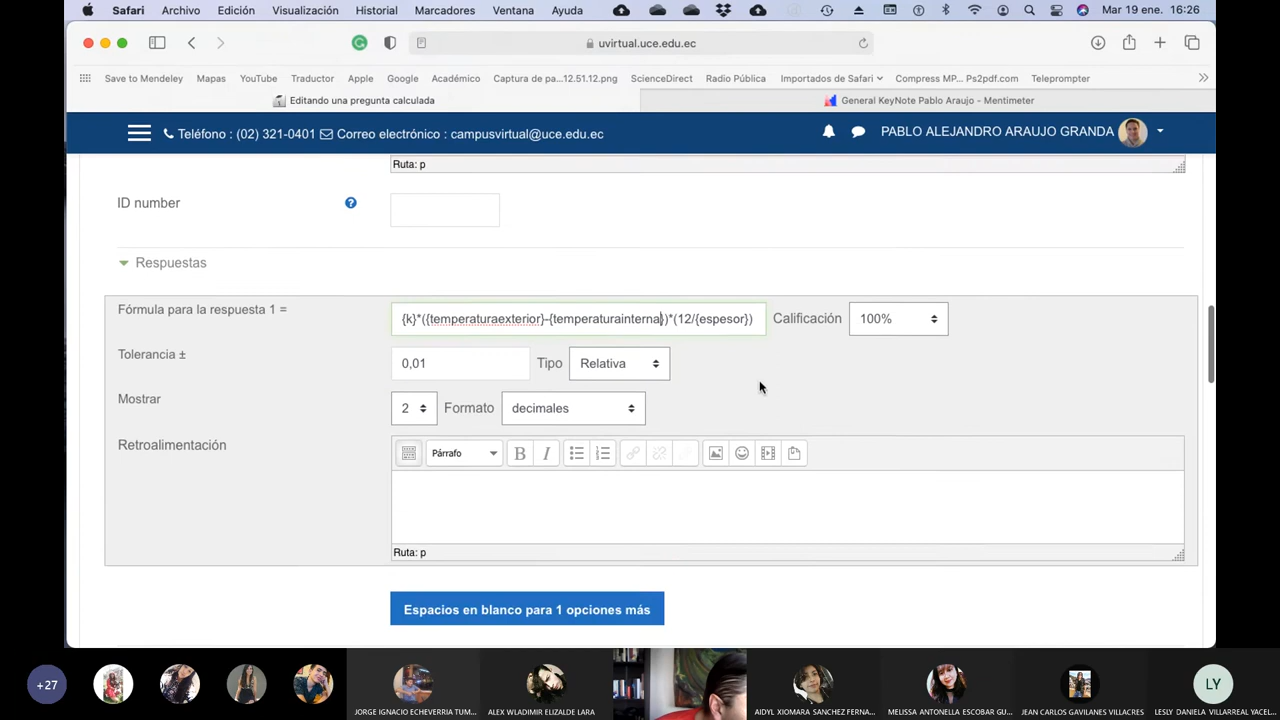 Safari Archivo Edición Visualización Historial Marcadores Ventana Ayuda Mar 19 ene. 16:26
uvirtual.uce.edu.ec
Save to Mendeley Mapas YouTube Traductor Apple Google Académico Captura de pa...12.51.12.png ScienceDirect Radio Pública Importados de Safari Compress MP... Ps2pdf.com Teleprompter
Editando una pregunta calculada General KeyNote Pablo Araujo - Mentimeter
Teléfono : (02) 321-0401 Correo electrónico : campusvirtual@uce.edu.ec PABLO ALEJANDRO ARAUJO GRANDA
Ruta: p
ID number
Respuestas
Fórmula para la respuesta 1 = {k}*({temperaturaexterior}-{temperaturainterna})*(12/{espesor}) Calificación 100%
Tolerancia ± 0,01 Tipo Relativa
Mostrar 2 Formato decimales
Retroalimentación Párrafo B I
Ruta: p
Espacios en blanco para 1 opciones más
+27 LY
JORGE IGNACIO ECHEVERRIA TUM... ALEX WLADIMIR ELIZALDE LARA AIDYL XIOMARA SANCHEZ FERNA... MELISSA ANTONELLA ESCOBAR GU... JEAN CARLOS GAVILANES VILLACRES LESLY DANIELA VILLARREAL YACEL...